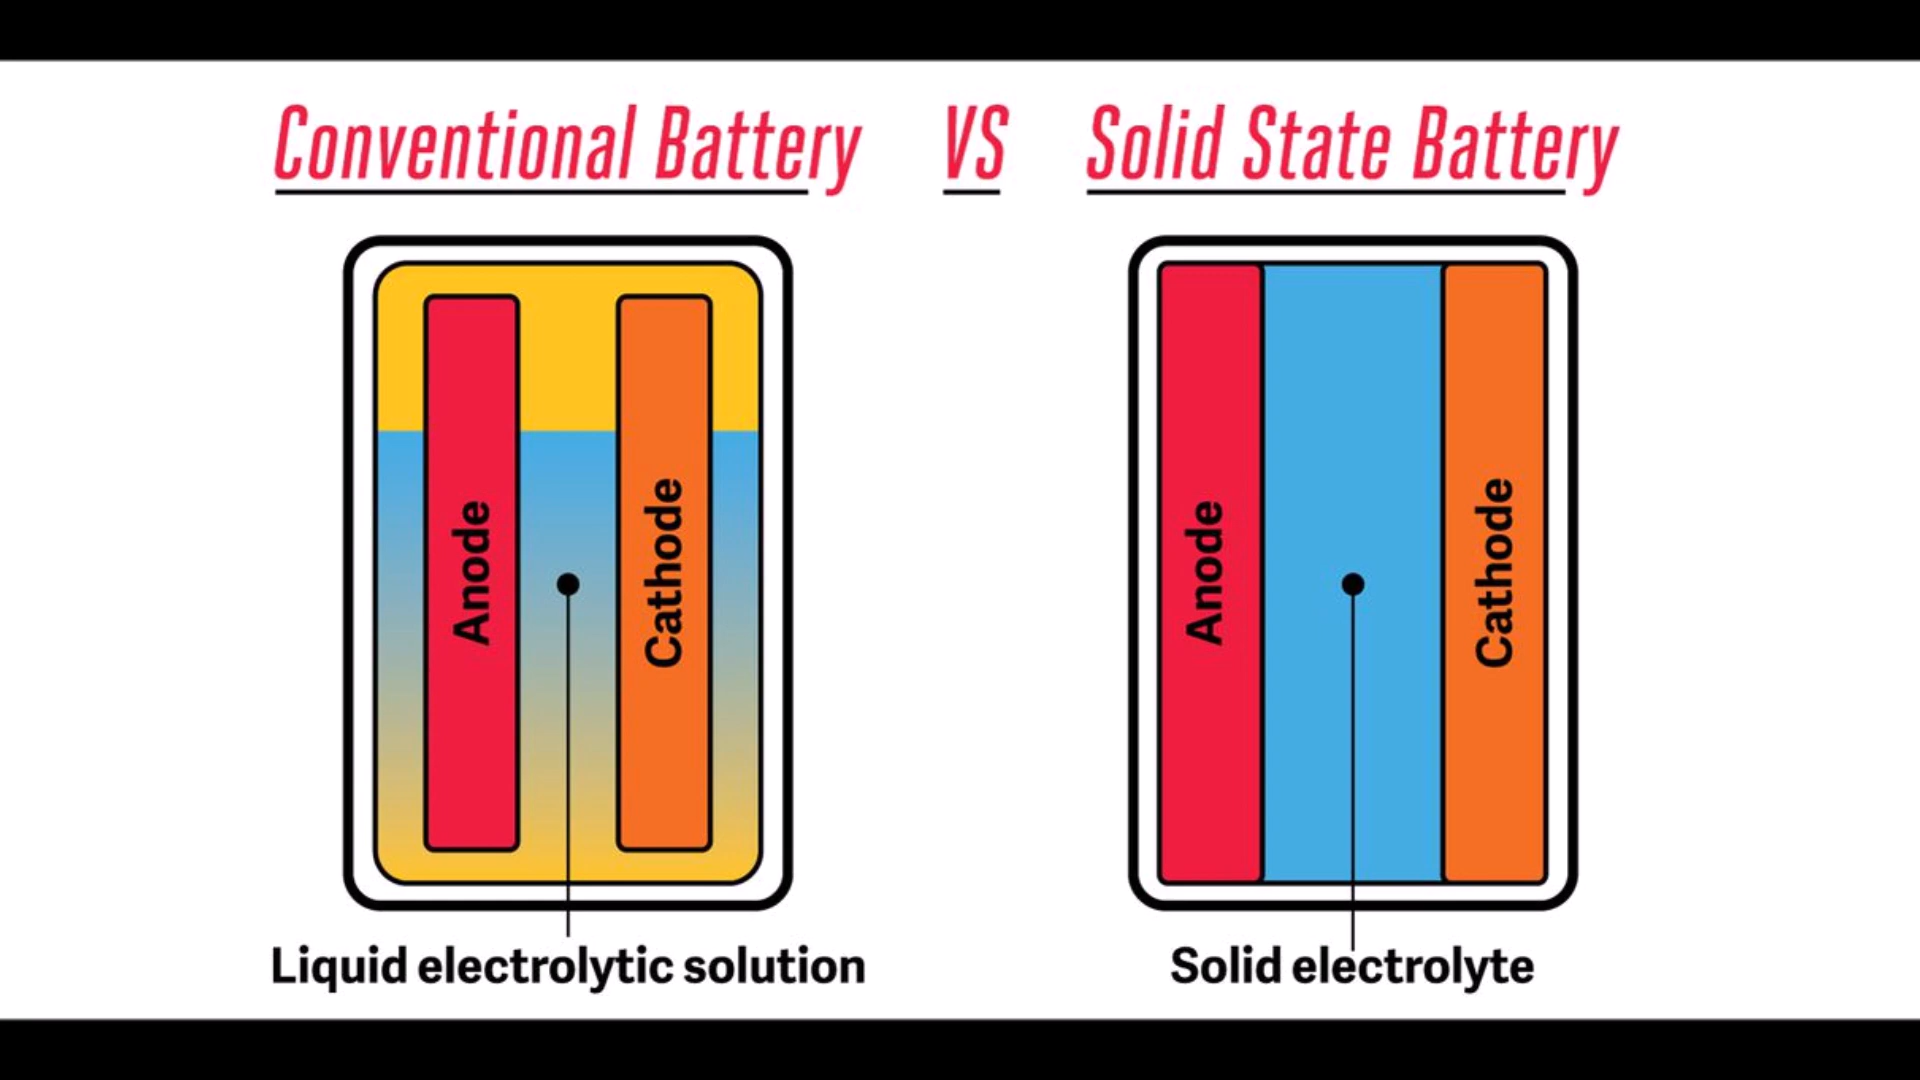 Conventional Battery VS Solid State Battery
Anode
Cathode
Anode
Cathode
Liquid electrolytic solution
Solid electrolyte